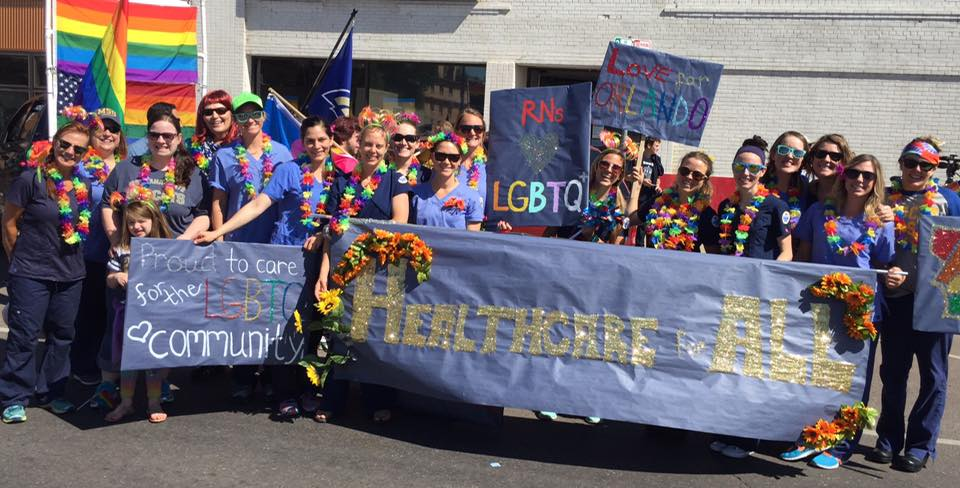 RNs
LGBTQ
LOVE for
ORLANDO
Proud to care
for the LGBTQ
community
HEALTHCARE for ALL